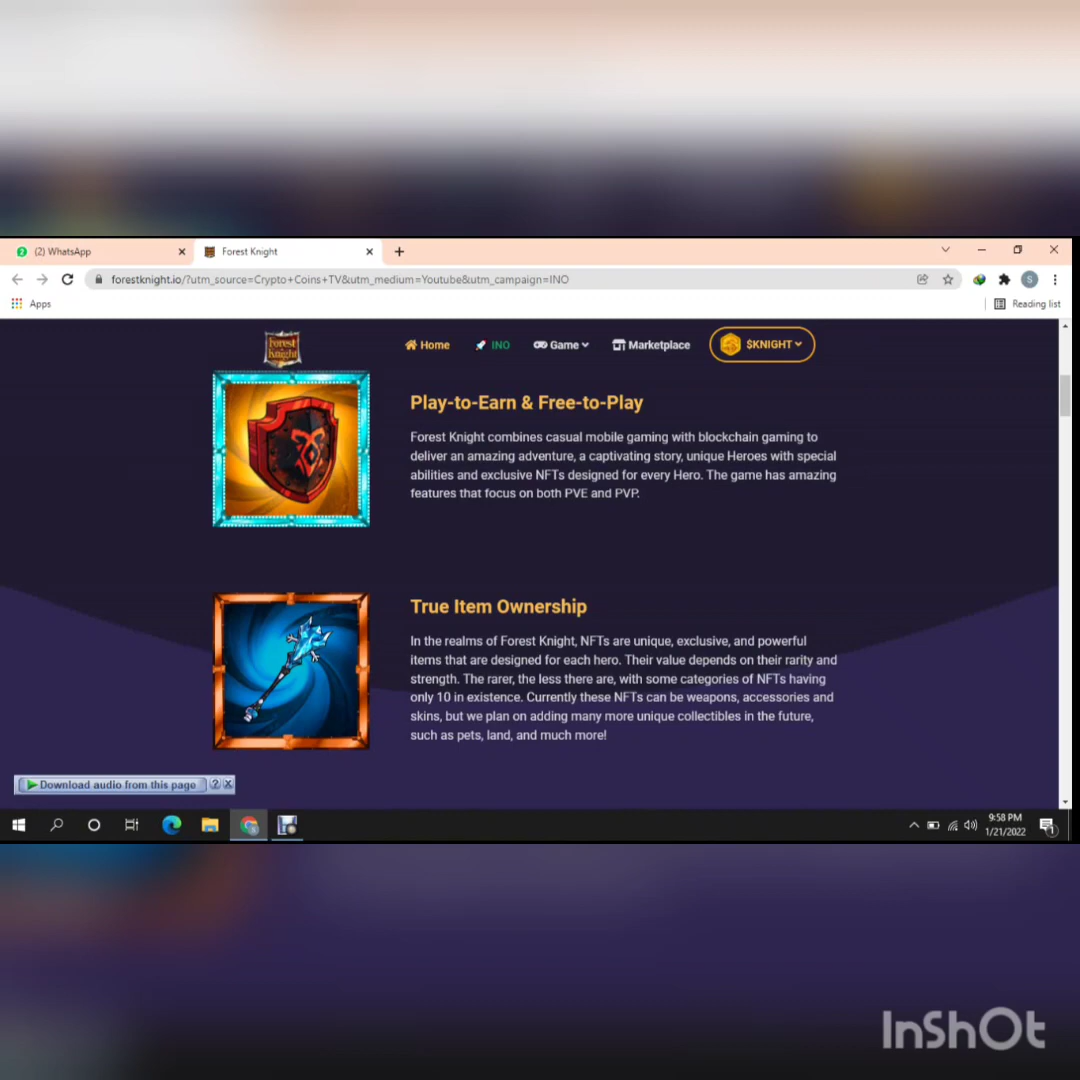 (2) WhatsApp
Forest Knight
forestknight.io/?utm_source=Crypto+Coins+TV&utm_medium=Youtube&utm_campaign=INO
S
Apps
Reading list
Forest Knight
Home
INO
Game
Marketplace
$KNIGHT
Play-to-Earn & Free-to-Play
Forest Knight combines casual mobile gaming with blockchain gaming to
deliver an amazing adventure, a captivating story, unique Heroes with special
abilities and exclusive NFTs designed for every Hero. The game has amazing
features that focus on both PVE and PVP.
True Item Ownership
In the realms of Forest Knight, NFTs are unique, exclusive, and powerful
items that are designed for each hero. Their value depends on their rarity and
strength. The rarer, the less there are, with some categories of NFTs having
only 10 in existence. Currently these NFTs can be weapons, accessories and
skins, but we plan on adding many more unique collectibles in the future,
such as pets, land, and much more!
Download audio from this page
?
9:58 PM
1/21/2022
1
InShOt